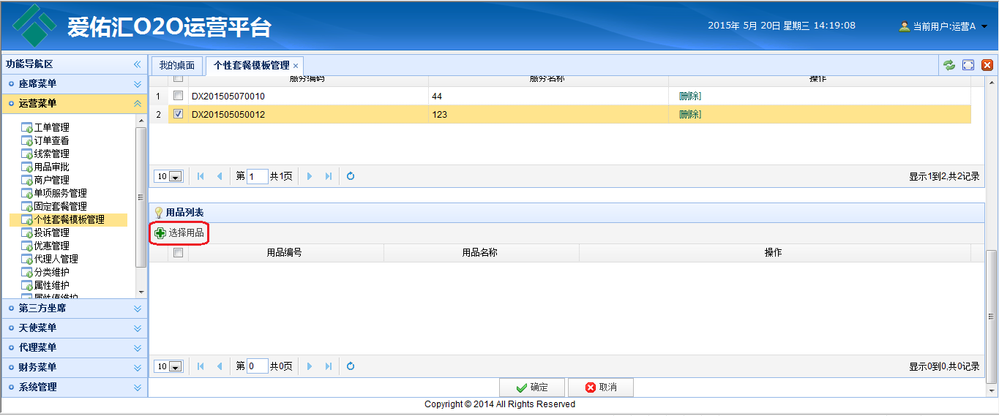 爱佑汇O2O运营平台
2015年 5月 20日 星期三 14:19:08
当前用户:运营A
功能导航区
我的桌面
个性套餐模板管理
座席菜单
运营菜单
工单管理
订单查看
线索管理
用品审批
商户管理
单项服务管理
固定套餐管理
个性套餐模板管理
投诉管理
优惠管理
代理人管理
分类维护
属性维护
属性值维护
第三方坐席
天使菜单
代理菜单
财务菜单
系统管理
服务编码 服务名称 操作
1 DX201505070010 44 [删除]
2 DX201505050012 123 [删除]
10 第 1 共1页 显示1到2,共2记录
用品列表
选择用品
用品编号 用品名称 操作
10 第 0 共0页 显示0到0,共0记录
确定 取消
Copyright © 2014 All Rights Reserved